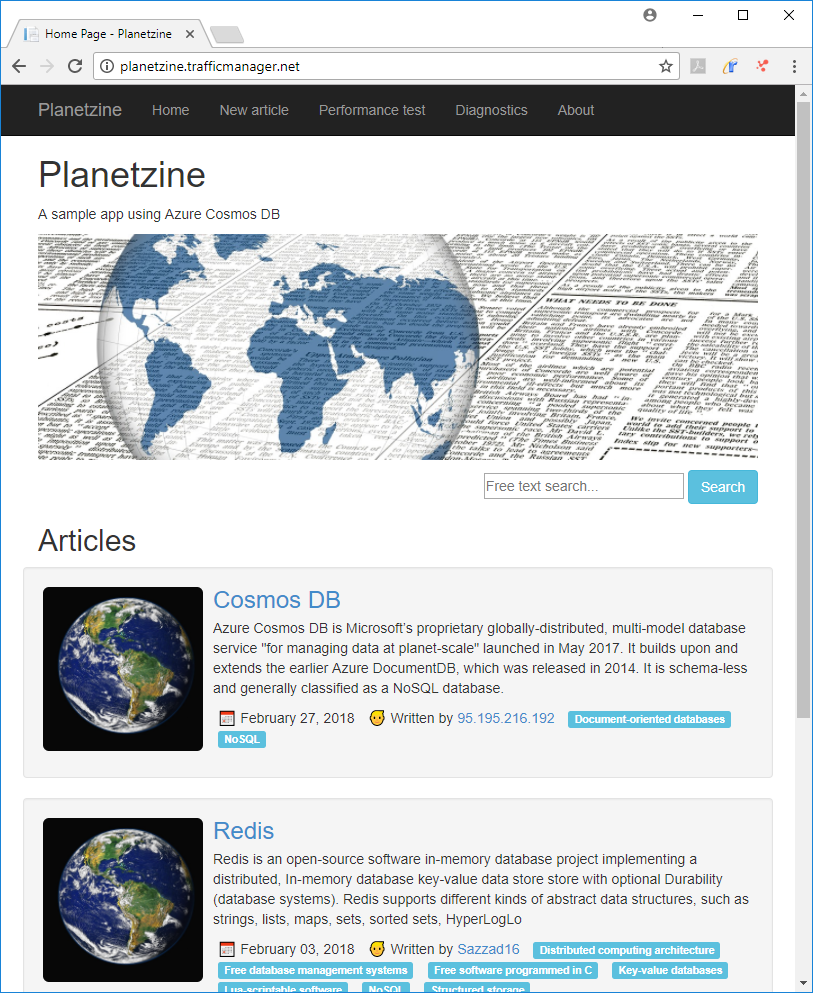 Home Page - Planetzine
planetzine.trafficmanager.net
Planetzine Home New article Performance test Diagnostics About
Planetzine
A sample app using Azure Cosmos DB
WHAT NEEDS TO BE DONE
Free text search... Search
Articles
Cosmos DB
Azure Cosmos DB is Microsoft's proprietary globally-distributed, multi-model database
service "for managing data at planet-scale" launched in May 2017. It builds upon and
extends the earlier Azure DocumentDB, which was released in 2014. It is schema-less
and generally classified as a NoSQL database.
February 27, 2018 Written by 95.195.216.192 Document-oriented databases
NoSQL
Redis
Redis is an open-source software in-memory database project implementing a
distributed, In-memory database key-value data store store with optional Durability
(database systems). Redis supports different kinds of abstract data structures, such as
strings, lists, maps, sets, sorted sets, HyperLogLo
February 03, 2018 Written by Sazzad16 Distributed computing architecture
Free database management systems Free software programmed in C Key-value databases
Lua-scriptable software NoSQL Structured storage